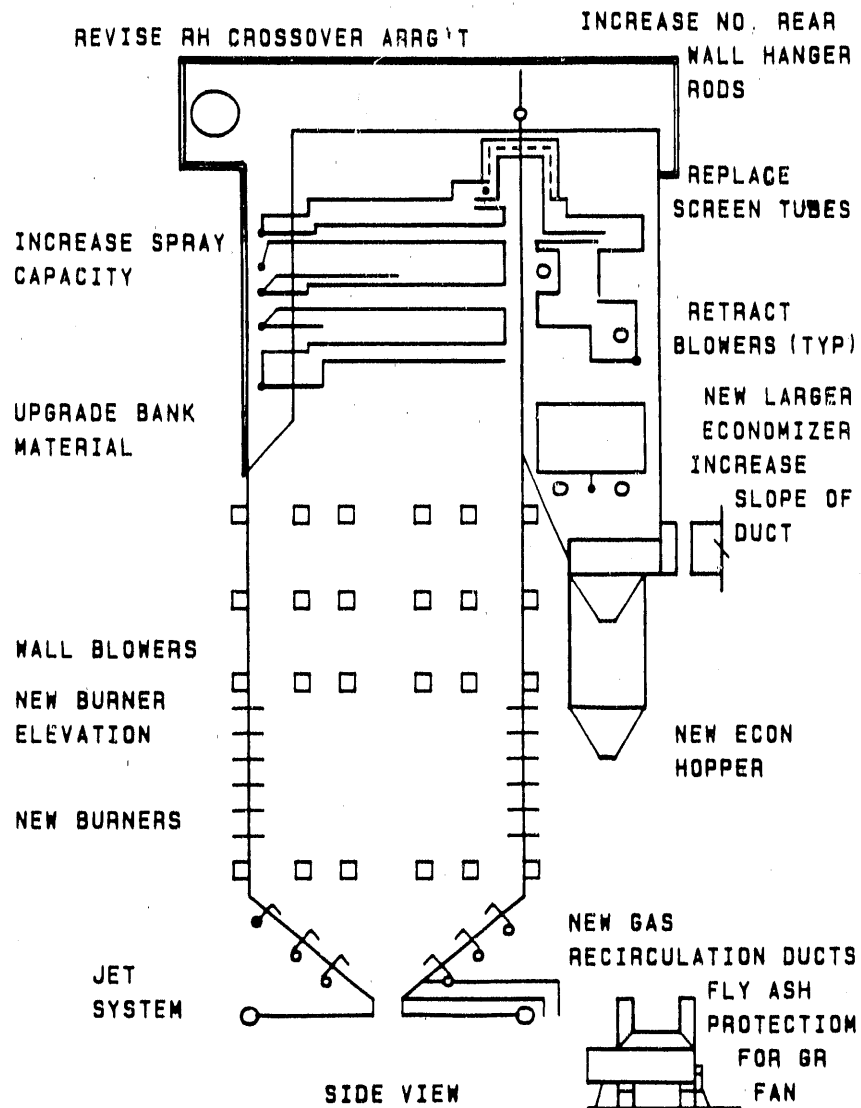 REVISE RH CROSSOVER ARRG'T
INCREASE NO. REAR
WALL HANGER
RODS
REPLACE
SCREEN TUBES
INCREASE SPRAY
CAPACITY
RETRACT
BLOWERS (TYP)
UPGRADE BANK
MATERIAL
NEW LARGER
ECONOMIZER
INCREASE
SLOPE OF
DUCT
WALL BLOWERS
NEW BURNER
ELEVATION
NEW ECON
HOPPER
NEW BURNERS
NEW GAS
RECIRCULATION DUCTS
JET
SYSTEM
FLY ASH
PROTECTIOM
FOR GR
FAN
SIDE VIEW